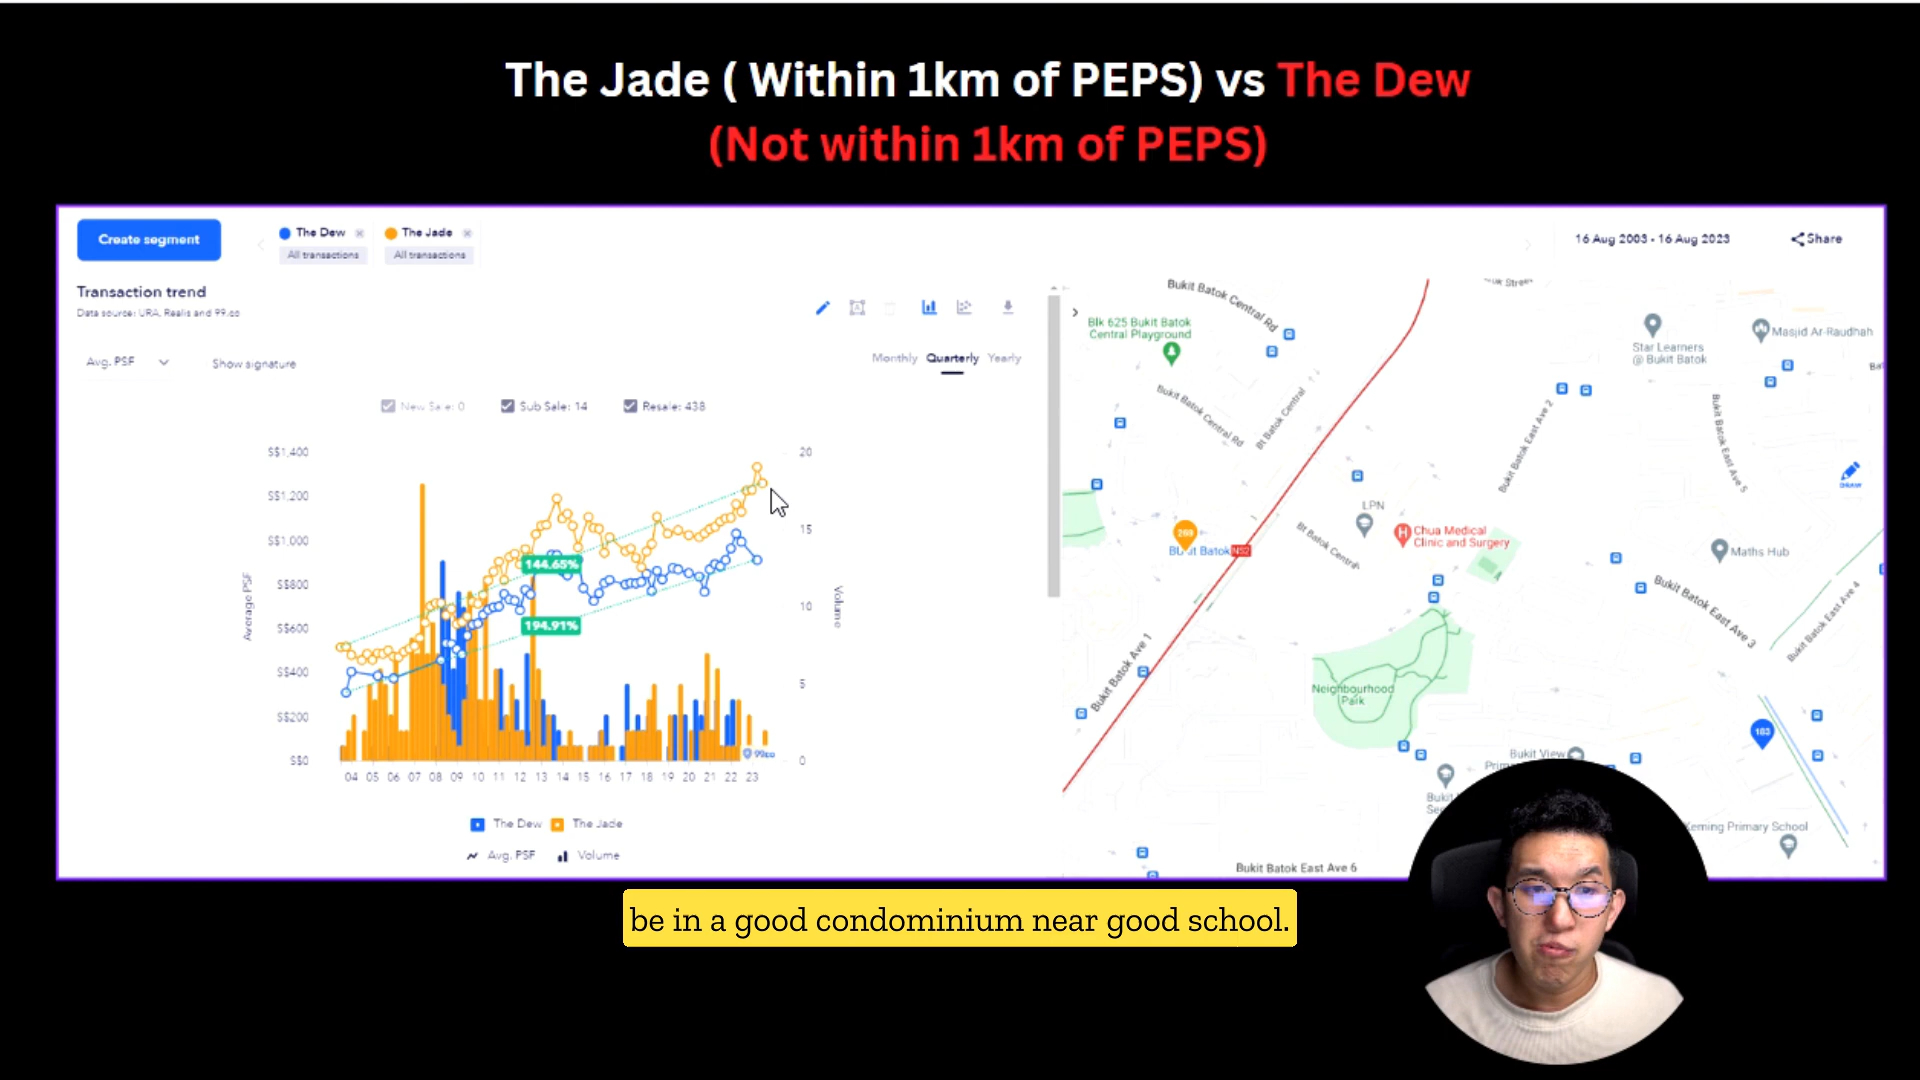 The Jade ( Within 1km of PEPS) vs The Dew
(Not within 1km of PEPS)
Create segment
The Dew
All transactions
The Jade
All transactions
16 Aug 2003 - 16 Aug 2023
Share
Transaction trend
Data source: URA, Realis and 99.co
Avg. PSF
Show signature
Monthly Quarterly Yearly
New Sale: 0
Sub Sale: 14
Resale: 438
S$1,400
S$1,200
S$1,000
S$800
S$600
S$400
S$200
S$0
Average PSF
20
15
10
5
0
Volume
144.65%
194.91%
99co
04 05 06 07 08 09 10 11 12 13 14 15 16 17 18 19 20 21 22 23
The Dew
The Jade
Avg. PSF
Volume
Bukit Batok Central Rd
Blk 625 Bukit Batok
Central Playground
Bukit Batok Central Rd
Bt Batok Central
Star Learners
@ Bukit Batok
Masjid Ar-Raudhah
Bukit Batok East Ave 2
Bukit Batok East Ave 5
DRAW
LPN
Chua Medical
Clinic and Surgery
Bt Batok Central
Maths Hub
NS2
Bukit Batok East Ave 3
Bukit Batok East Ave 4
Bukit Batok Ave 1
Neighbourhood
Park
183
Bukit View
Keming Primary School
Bukit Batok East Ave 6
be in a good condominium near good school.